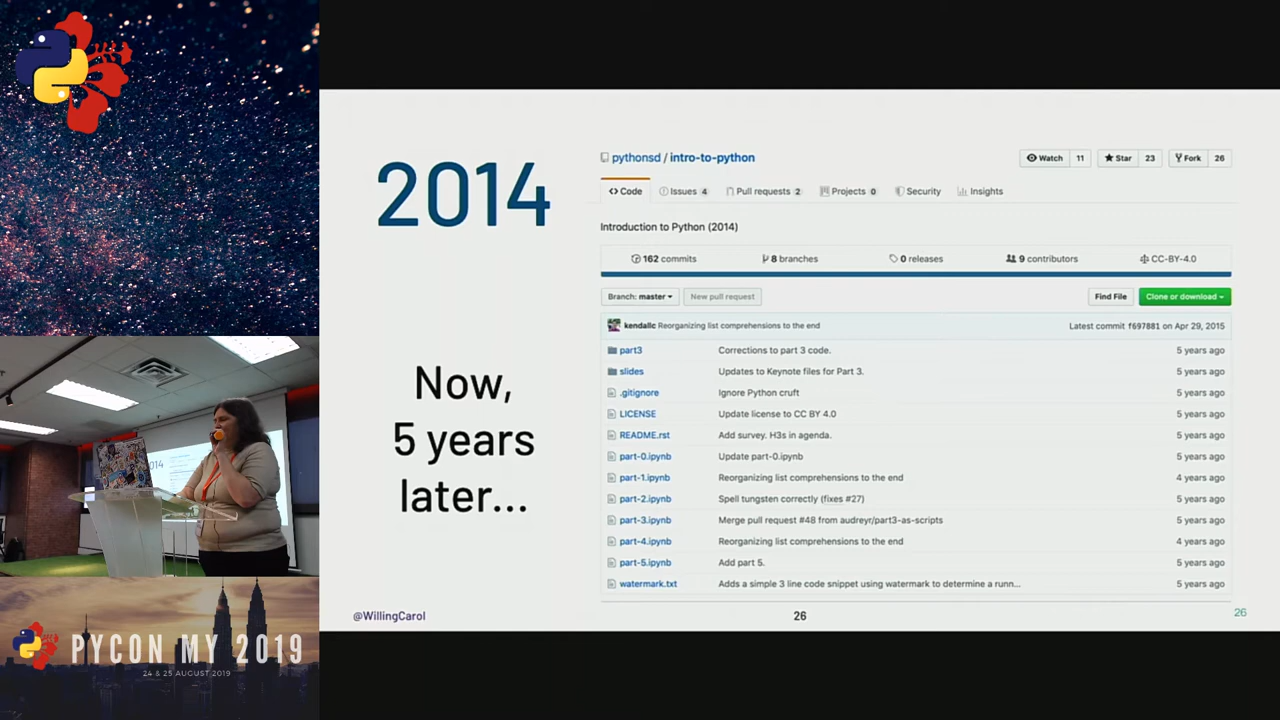 2014
Now,
5 years
later...
pythonsd / intro-to-python
Watch 11 Star 23 Fork 26
Code Issues 4 Pull requests 2 Projects 0 Security Insights
Introduction to Python (2014)
162 commits 8 branches 0 releases 9 contributors CC-BY-4.0
Branch: master New pull request Find File Clone or download
kendallc Reorganizing list comprehensions to the end Latest commit f697881 on Apr 29, 2015
part3 Corrections to part 3 code. 5 years ago
slides Updates to Keynote files for Part 3. 5 years ago
.gitignore Ignore Python cruft 5 years ago
LICENSE Update license to CC BY 4.0 5 years ago
README.rst Add survey. H3s in agenda. 5 years ago
part-0.ipynb Update part-0.ipynb 5 years ago
part-1.ipynb Reorganizing list comprehensions to the end 4 years ago
part-2.ipynb Spell tungsten correctly (fixes #27) 5 years ago
part-3.ipynb Merge pull request #48 from audreyr/part3-as-scripts 5 years ago
part-4.ipynb Reorganizing list comprehensions to the end 4 years ago
part-5.ipynb Add part 5. 5 years ago
watermark.txt Adds a simple 3 line code snippet using watermark to determine a runn... 5 years ago
@WillingCarol 26 26
PYCON MY 2019
24 & 25 AUGUST 2019